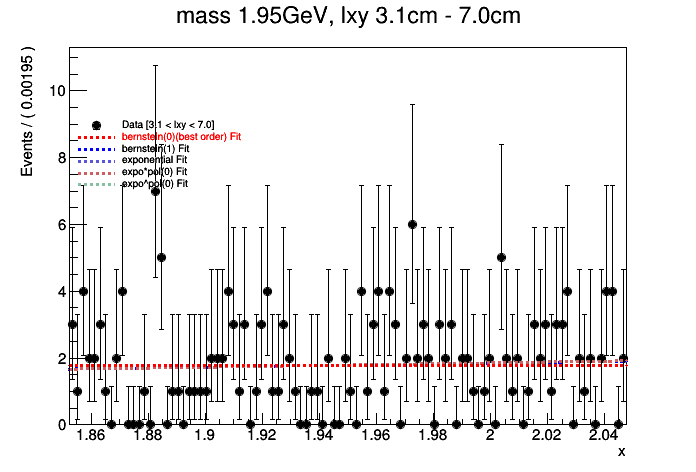 mass 1.95GeV, lxy 3.1cm - 7.0cm
Events / ( 0.00195 )
10
8
6
4
2
0
Data [3.1 < lxy < 7.0]
bernstein(0)(best order) Fit
bernstein(1) Fit
exponential Fit
expo*pol(0) Fit
expo^pol(0) Fit
1.86 1.88 1.9 1.92 1.94 1.96 1.98 2 2.02 2.04
x